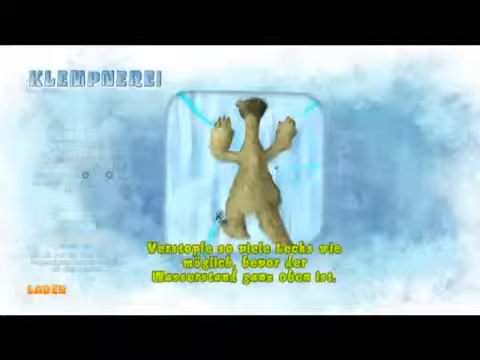 KLEMPNEREI
Verstopfe so viele Lecks wie
möglich, bevor der
Wasserstand ganz oben ist.
LADEN